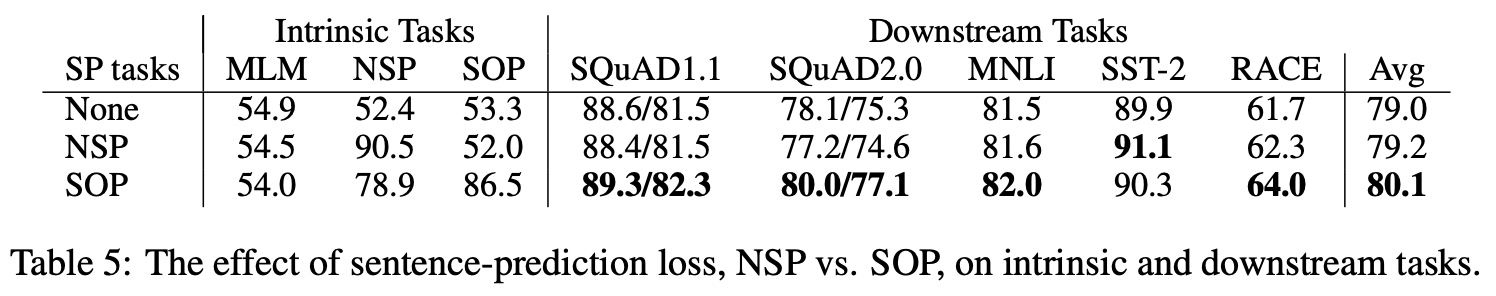 Intrinsic Tasks Downstream Tasks
SP tasks MLM NSP SOP SQuAD1.1 SQuAD2.0 MNLI SST-2 RACE Avg
None 54.9 52.4 53.3 88.6/81.5 78.1/75.3 81.5 89.9 61.7 79.0
NSP 54.5 90.5 52.0 88.4/81.5 77.2/74.6 81.6 91.1 62.3 79.2
SOP 54.0 78.9 86.5 89.3/82.3 80.0/77.1 82.0 90.3 64.0 80.1
Table 5: The effect of sentence-prediction loss, NSP vs. SOP, on intrinsic and downstream tasks.